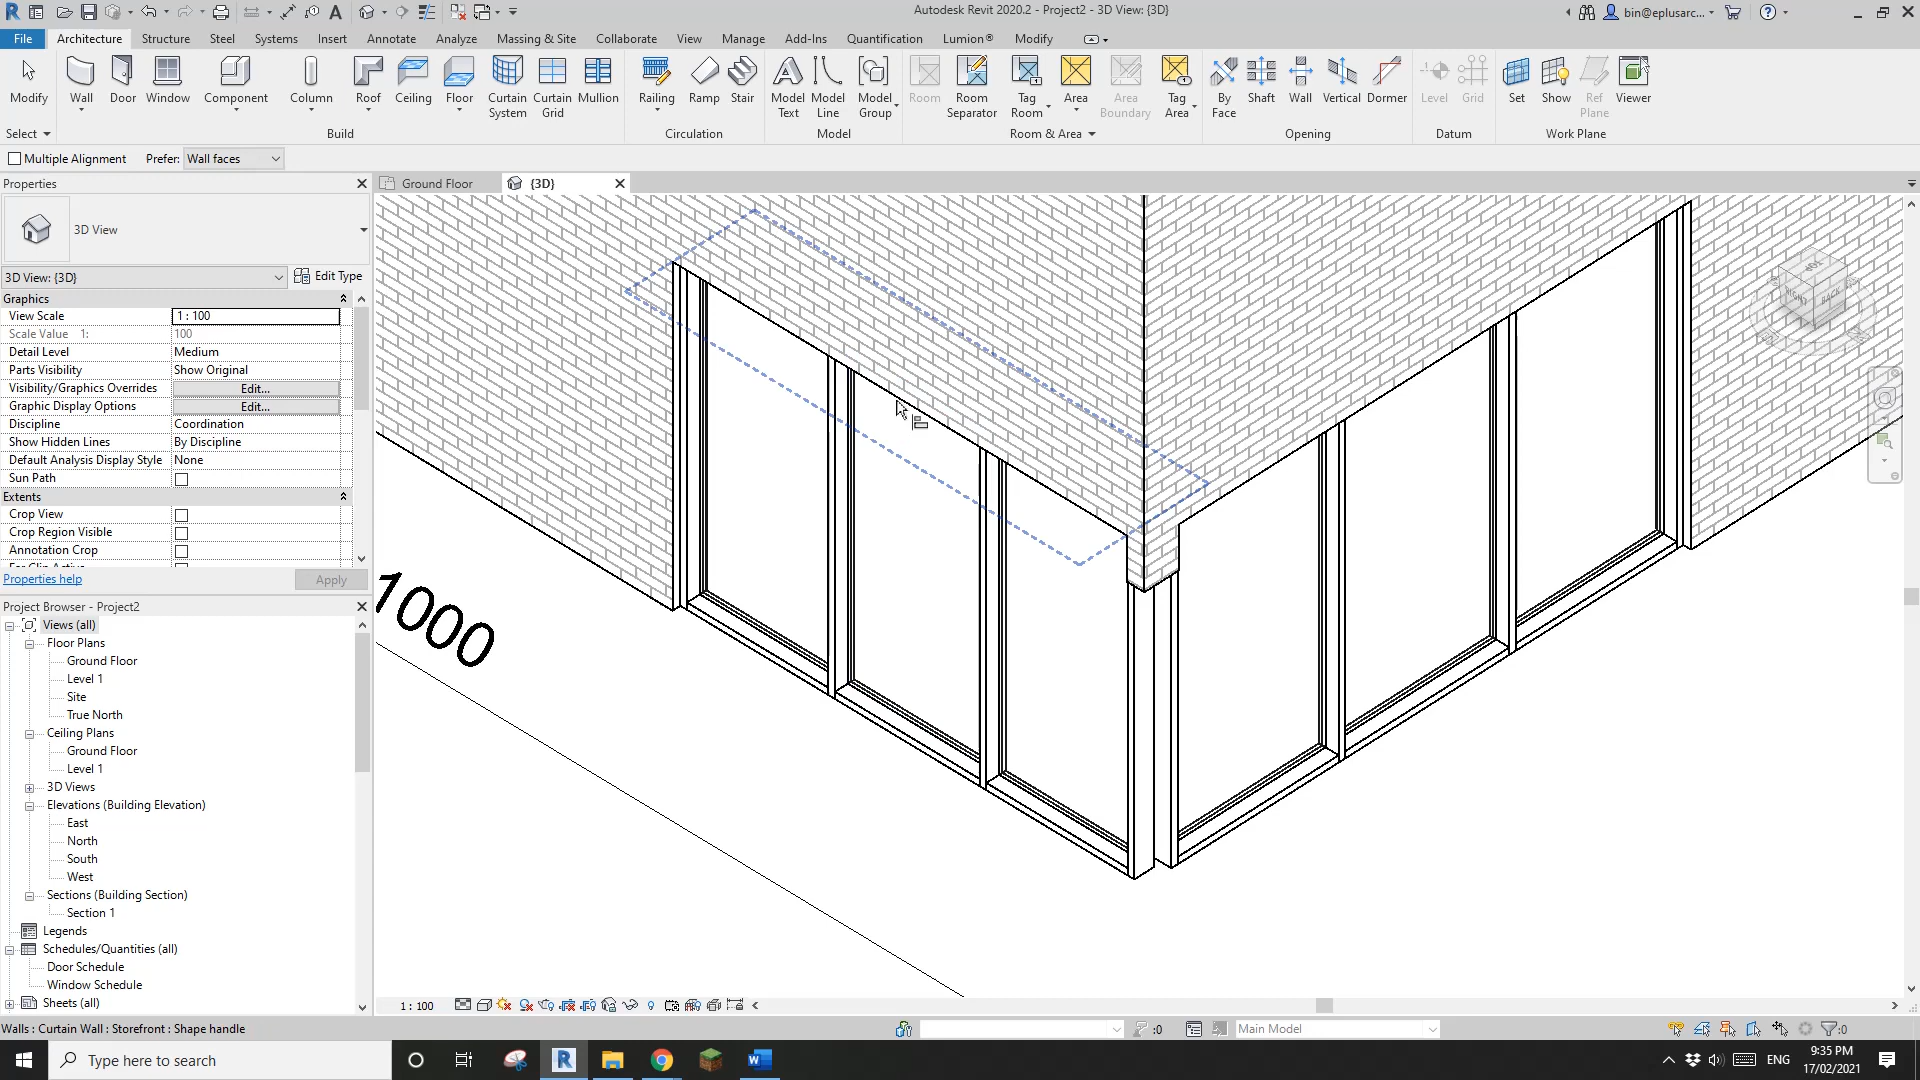 Autodesk Revit 2020.2 - Project2 - 3D View: {3D}
bin@eplusarc...
File Architecture Structure Steel Systems Insert Annotate Analyze Massing & Site Collaborate View Manage Add-Ins Quantification Lumion® Modify
Modify Wall Door Window Component Column Roof Ceiling Floor Curtain System Curtain Grid Mullion Railing Ramp Stair Model Text Model Line Model Group Room Room Separator Tag Room Area Area Boundary Tag Area By Face Shaft Wall Vertical Dormer Level Grid Set Show Ref Plane Viewer
Select Build Circulation Model Room & Area Opening Datum Work Plane
Multiple Alignment Prefer: Wall faces
Properties
Ground Floor {3D}
3D View
3D View: {3D} Edit Type
Graphics
View Scale 1 : 100
Scale Value 1: 100
Detail Level Medium
Parts Visibility Show Original
Visibility/Graphics Overrides Edit...
Graphic Display Options Edit...
Discipline Coordination
Show Hidden Lines By Discipline
Default Analysis Display Style None
Sun Path
Extents
Crop View
Crop Region Visible
Annotation Crop
Properties help Apply
Project Browser - Project2
Views (all)
Floor Plans
Ground Floor
Level 1
Site
True North
Ceiling Plans
Ground Floor
Level 1
3D Views
Elevations (Building Elevation)
East
North
South
West
Sections (Building Section)
Section 1
Legends
Schedules/Quantities (all)
Door Schedule
Window Schedule
Sheets (all)
1000
TOP
RIGHT
BACK
1 : 100
Walls : Curtain Wall : Storefront : Shape handle
:0
Main Model
:0
Type here to search
ENG
9:35 PM
17/02/2021